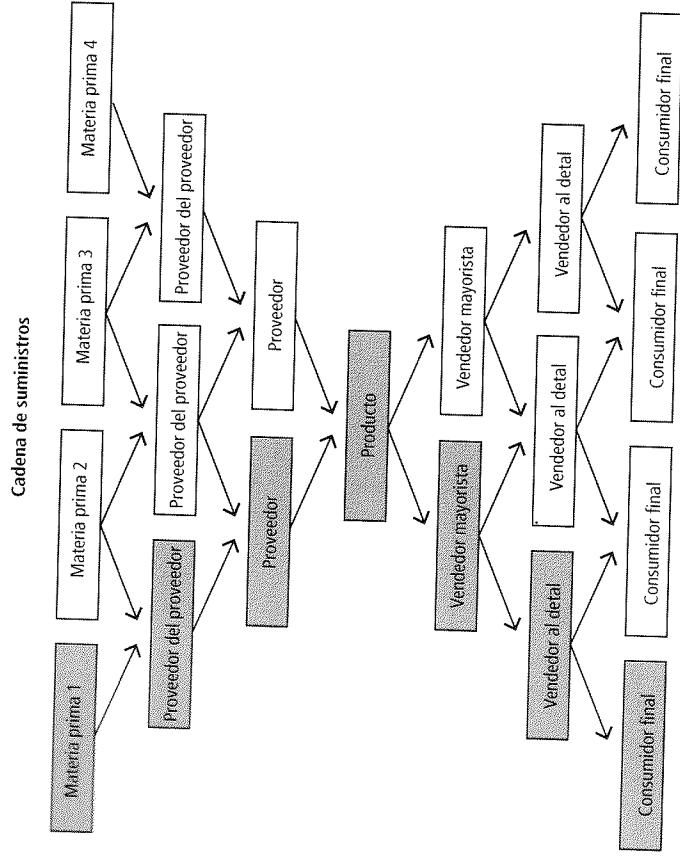 Cadena de suministros
Materia prima 1
Materia prima 2
Materia prima 3
Materia prima 4
Proveedor del proveedor
Proveedor del proveedor
Proveedor del proveedor
Proveedor
Proveedor
Producto
Vendedor mayorista
Vendedor mayorista
Vendedor al detal
Vendedor al detal
Vendedor al detal
Consumidor final
Consumidor final
Consumidor final
Consumidor final